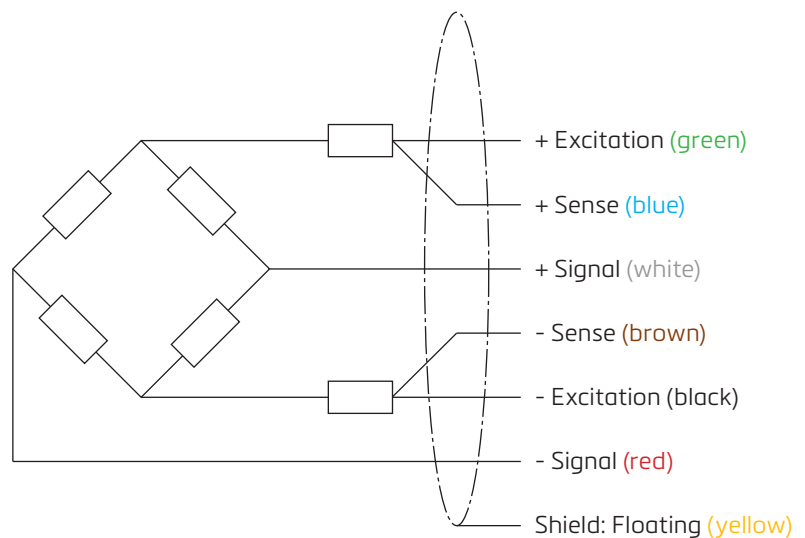 + Excitation (green)
+ Sense (blue)
+ Signal (white)
- Sense (brown)
- Excitation (black)
- Signal (red)
Shield: Floating (yellow)